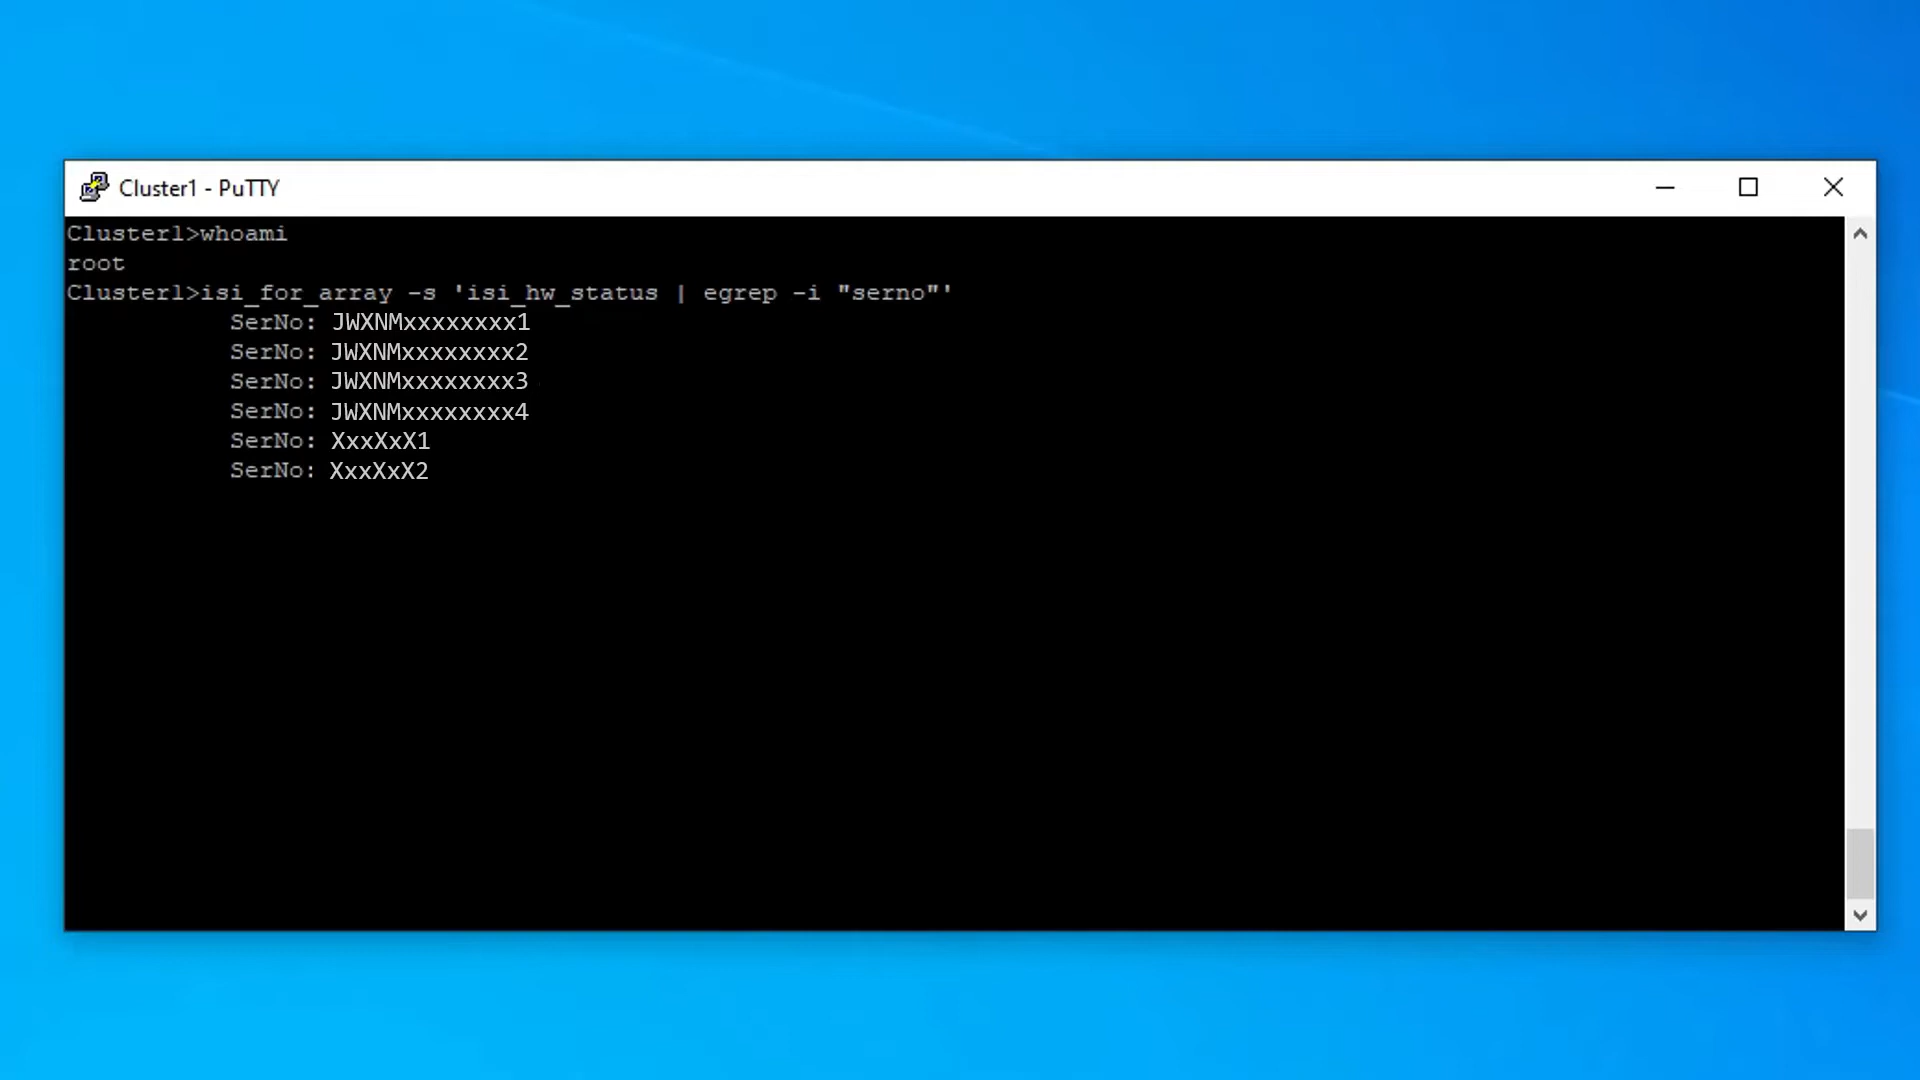 Cluster1 - PuTTY
Cluster1>whoami
root
Cluster1>isi_for_array -s 'isi_hw_status | egrep -i "serno"'
SerNo: JWXNMxxxxxxxx1
SerNo: JWXNMxxxxxxxx2
SerNo: JWXNMxxxxxxxx3
SerNo: JWXNMxxxxxxxx4
SerNo: XxxXxX1
SerNo: XxxXxX2